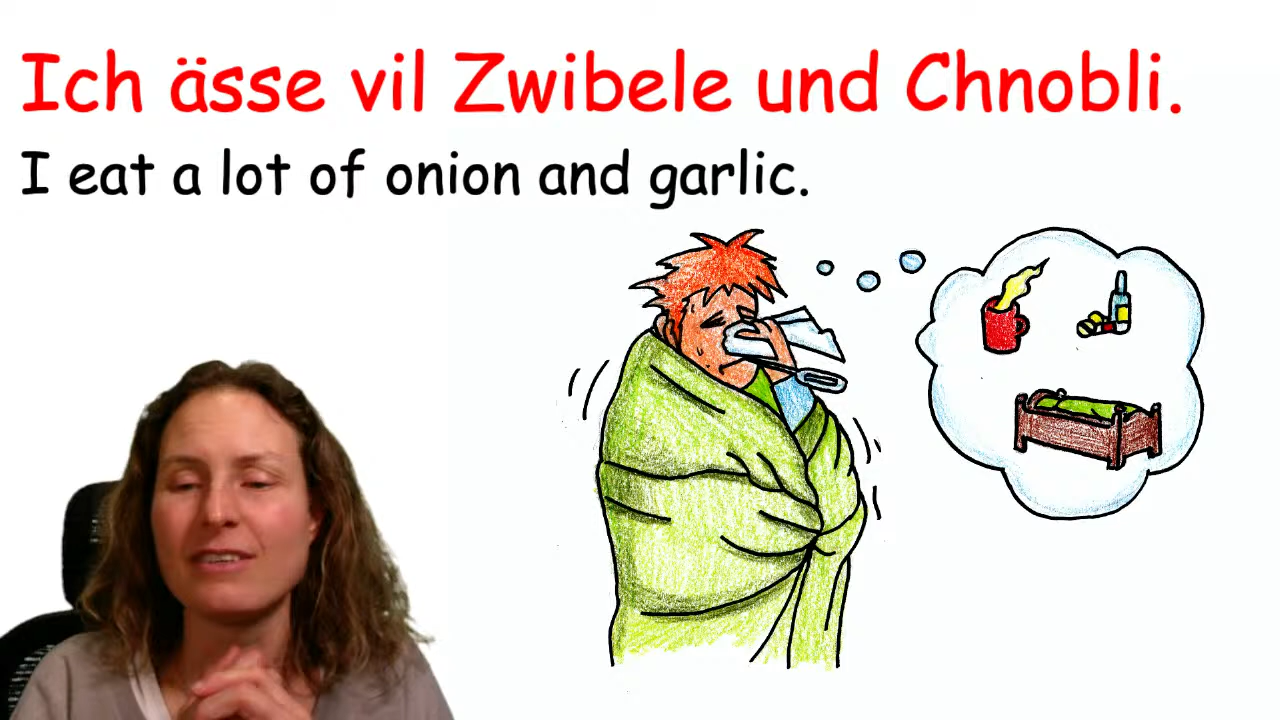 Ich ässe vil Zwibele und Chnobli.
I eat a lot of onion and garlic.